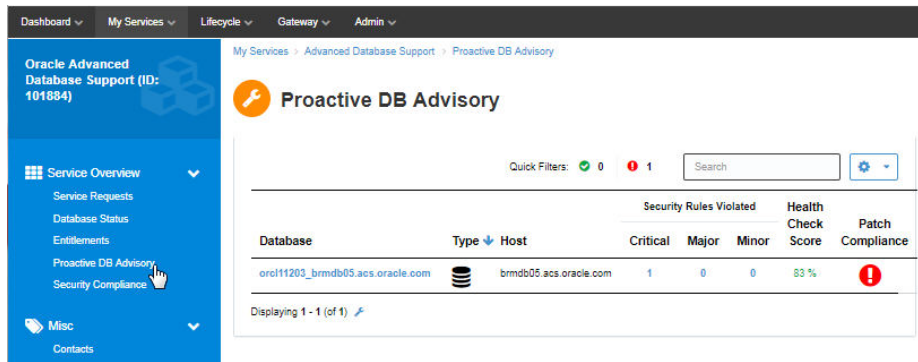 Dashboard My Services Lifecycle Gateway Admin
Oracle Advanced
Database Support (ID:
101884)
Service Overview
Service Requests
Database Status
Entitlements
Proactive DB Advisory
Security Compliance
Misc
Contacts
My Services > Advanced Database Support > Proactive DB Advisory
Proactive DB Advisory
Quick Filters: 0 1 Search
Security Rules Violated
Database Type Host Critical Major Minor Health Check Score Patch Compliance
orcl11203_brmdb05.acs.oracle.com brmdb05.acs.oracle.com 1 0 0 83 %
Displaying 1 - 1 (of 1)